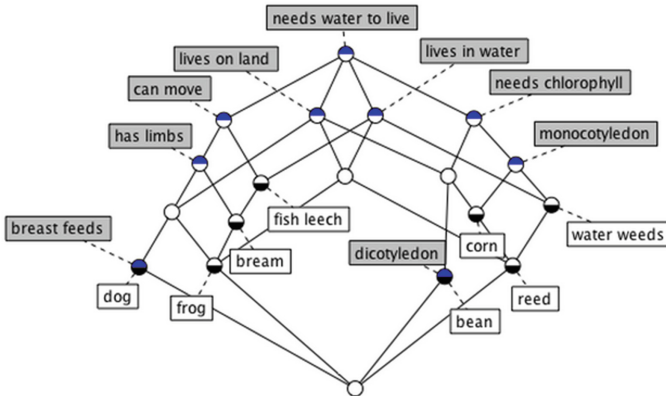 needs water to live
lives on land
lives in water
can move
needs chlorophyll
has limbs
monocotyledon
breast feeds
fish leech
water weeds
bream
dicotyledon
corn
dog
frog
reed
bean